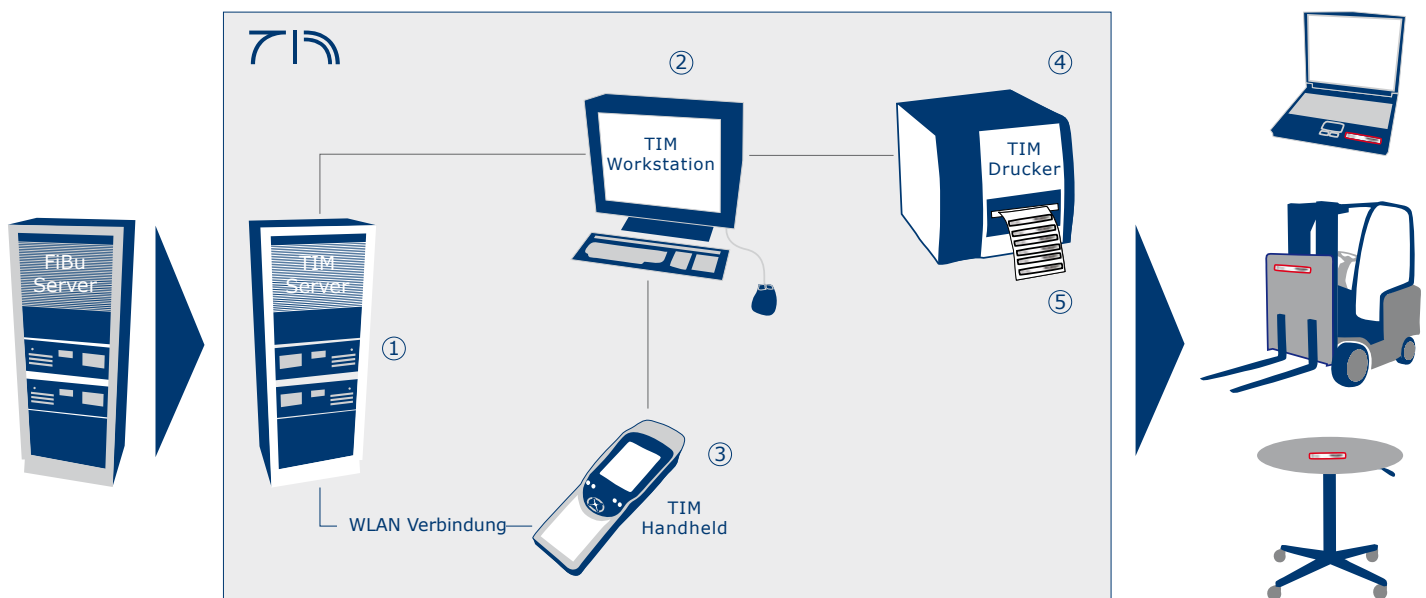 TIM
②
④
TIM
Workstation
TIM
Drucker
FiBu
Server
TIM
Server
⑤
①
③
TIM
Handheld
WLAN Verbindung